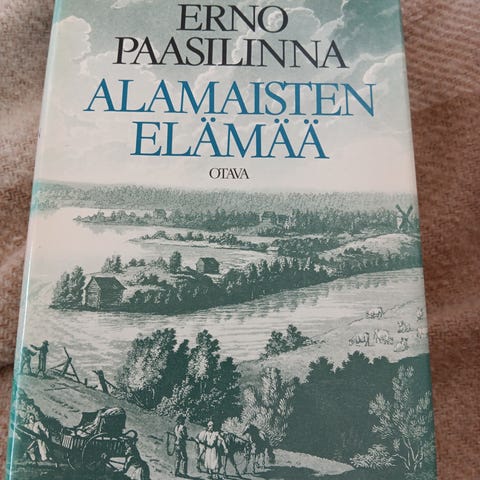 ERNO
PAASILINNA
ALAMAISTEN
ELÄMÄÄ
OTAVA